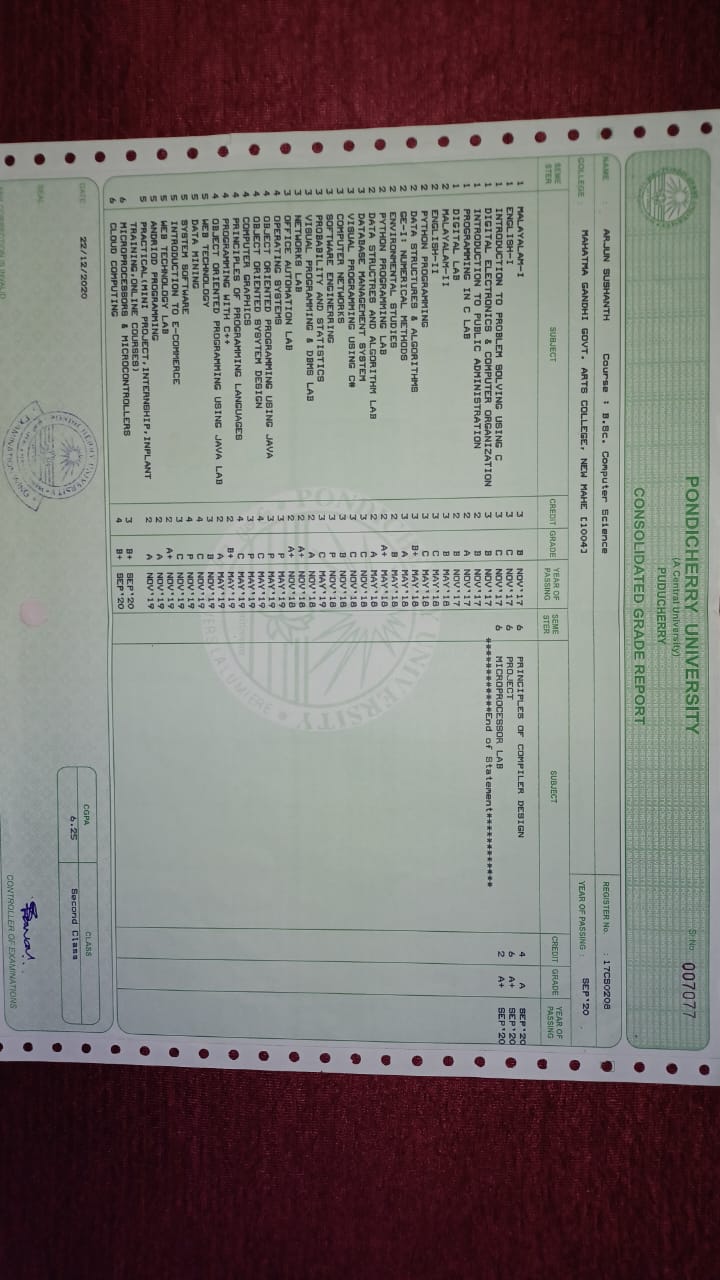 PONDICHERRY UNIVERSITY
(A Central University)
PUDUCHERRY
Sr.No 007077
CONSOLIDATED GRADE REPORT
NAME : ARJUN SUSHANTH Course : B.Sc. Computer Science REGISTER No. : 17CS0208
COLLEGE : MAHATMA GANDHI GOVT. ARTS COLLEGE, NEW MAHE [1004] YEAR OF PASSING : SEP'20
SEME STER SUBJECT CREDIT GRADE YEAR OF PASSING SEME STER SUBJECT CREDIT GRADE YEAR OF PASSING
1 MALAYALAM-I 3 B NOV'17 6 PRINCIPLES OF COMPILER DESIGN 4 A SEP'20
1 ENGLISH-I 3 C NOV'17 6 PROJECT 6 A+ SEP'20
1 INTRODUCTION TO PROBLEM SOLVING USING C 3 C NOV'17 6 MICROPROCESSOR LAB 2 A+ SEP'20
1 DIGITAL ELECTRONICS & COMPUTER ORGANIZATION 3 B NOV'17 ************End of Statement************
1 INTRODUCTION TO PUBLIC ADMINISTRATION 2 B NOV'17
1 PROGRAMMING IN C LAB 2 A NOV'17
1 DIGITAL LAB 2 B NOV'17
2 MALAYALAM-II 3 B MAY'18
2 ENGLISH-I 3 C MAY'18
2 PYTHON PROGRAMMING 3 C MAY'18
2 DATA STRUCTURES & ALGORITHMS 3 B+ MAY'18
2 GE-1: NUMERICAL METHODS 3 A MAY'18
2 ENVIRONMENTAL STUDIES 2 B MAY'18
2 PYTHON PROGRAMMING LAB 2 A+ MAY'18
2 DATA STRUCTRES AND ALGORITHM LAB 2 A MAY'18
3 DATABASE MANAGEMENT SYSTEM 3 C NOV'18
3 VISUAL PROGRAMMING USING C# 3 C NOV'18
3 COMPUTER NETWORKS 3 B NOV'18
3 SOFTWARE ENGINERRING 3 P NOV'18
3 PROBABILITY AND STATISTICS 3 C MAY'19
3 VISUAL PROGRAMMING & DBMS LAB 2 A NOV'18
3 NETWORKS LAB 2 A+ NOV'18
3 OFFICE AUTOMATION LAB 2 A+ NOV'18
4 OPERATING SYSTEMS 3 P MAY'19
4 OBJECT ORIENTED PROGRAMMING USING JAVA 3 P MAY'19
4 OBJECT ORIENTED SYSYTEM DESIGN 4 C MAY'19
4 COMPUTER GRAPHICS 3 C MAY'19
4 PRINCIPLES OF PROGRAMMING LANGUAGES 4 C MAY'19
4 PROGRAMMING WITH C++ 2 B+ MAY'19
4 OBJECT ORIENTED PROGRAMMING USING JAVA LAB 2 A MAY'19
5 WEB TECHNOLOGY 3 B NOV'19
5 DATA MINING 4 C NOV'19
5 SYSTEM SOFTWARE 4 P NOV'19
5 INTRODUCTION TO E-COMMERCE 3 C NOV'19
5 WEB TECHNOLOGY LAB 2 A+ NOV'19
5 ANDRIOD PROGRAMMING 2 A NOV'19
5 PRACTICAL(MINI PROJECT,INTERNSHIP,INPLANT 2 A NOV'19
TRAINING,ONLINE COURSES)
6 MICROPROCESSORS & MICROCONTROLLERS 3 B+ SEP'20
6 CLOUD COMPUTING 4 B+ SEP'20
DATE : 22/12/2020
CGPA CLASS
6.25 Second Class
SEAL
PONDICHERRY UNIVERSITY
CONTROLLER OF EXAMINATIONS